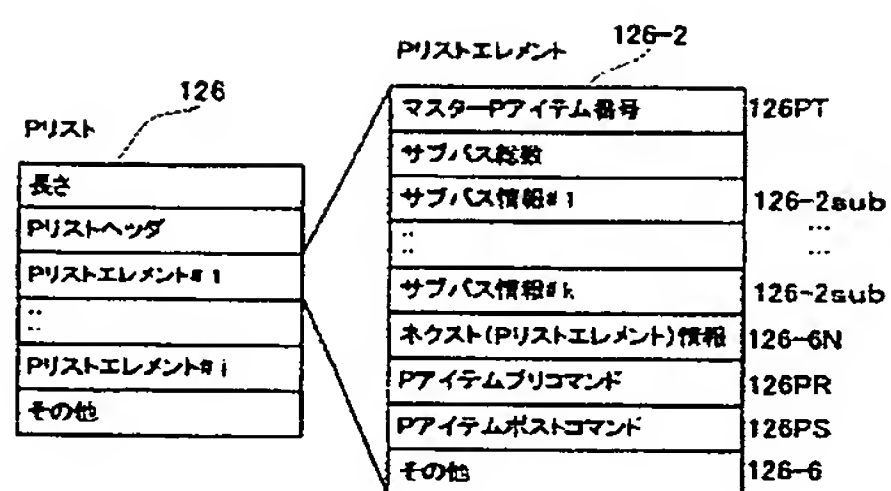 Pリスト
126
長さ
Pリストヘッダ
Pリストエレメント#1
::
Pリストエレメント#i
その他
Pリストエレメント
126-2
マスターPアイテム番号 126PT
サブパス総数
サブパス情報#1 126-2sub
:: ...
...
サブパス情報#k 126-2sub
ネクスト(Pリストエレメント)情報 126-6N
Pアイテムプリコマンド 126PR
Pアイテムポストコマンド 126PS
その他 126-6